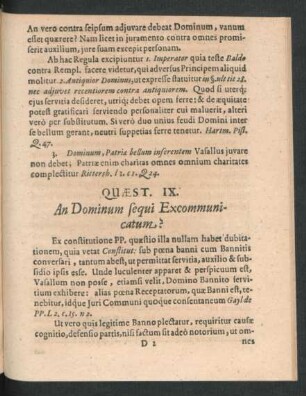 An vero contra seipsum adjuvare debeat Dominum, vanum
est et quærere? Nam licet in juramento contra omnes promi-
serit auxilium, jure suam excepit personam.
Ab hac Regula excipiuntur 1. Imperator quia teste Baldo
contra Rempl. facere videtur, qui adversus Principem aliquid
molitur 2. Antiquior Dominus, ut expresse statuitur in
nec adjuvet recentiorem contra antiquiorem. Quod si uterq;
ejus servitia desideret, utriq; debet opem ferre; & de æquitate
potest gratificari serviendo personaliter cui maluerit, alteri
verò per substitutum. Si verò duo unius feudi Domini inter
se bellum gerant, neutri suppetias ferre tenetur. Hartm. Pist.
Q. 47.
3. Dominum, Patria bellum inferentem Vasallus juvare
non debet, Patriæ enim charitas omnes omnium charitates
complectitur Rittersh. l 2. c 1. Q 24.
QUÆST. IX.
An Dominum sequi Excommuni-
catum?
Ex constitutione PP. quæstio illa nullam habet dubita-
tionem, quia vetat Constitut: sub pœna banni cum Bannitis
conversari, tantum abest, ut permittat servitia, auxilio & sub-
sidio ipsis esse. Unde luculenter apparet & perspicuum est,
Vasallum non posse, etiamsi velit, Domino Bannito servi-
tium exhibere: alias pœna Receptatorum, quæ Banni est, te-
nebitur, idque Juri Communi quoque consentaneum Gayl de
PP. L 2. c. 15. n 2.
Ut vero quis legitime Banno plectatur, requiritur causæ
cognitio, defensio partis, nisi factum sit adeò notorium, ut om-
D 2
nes